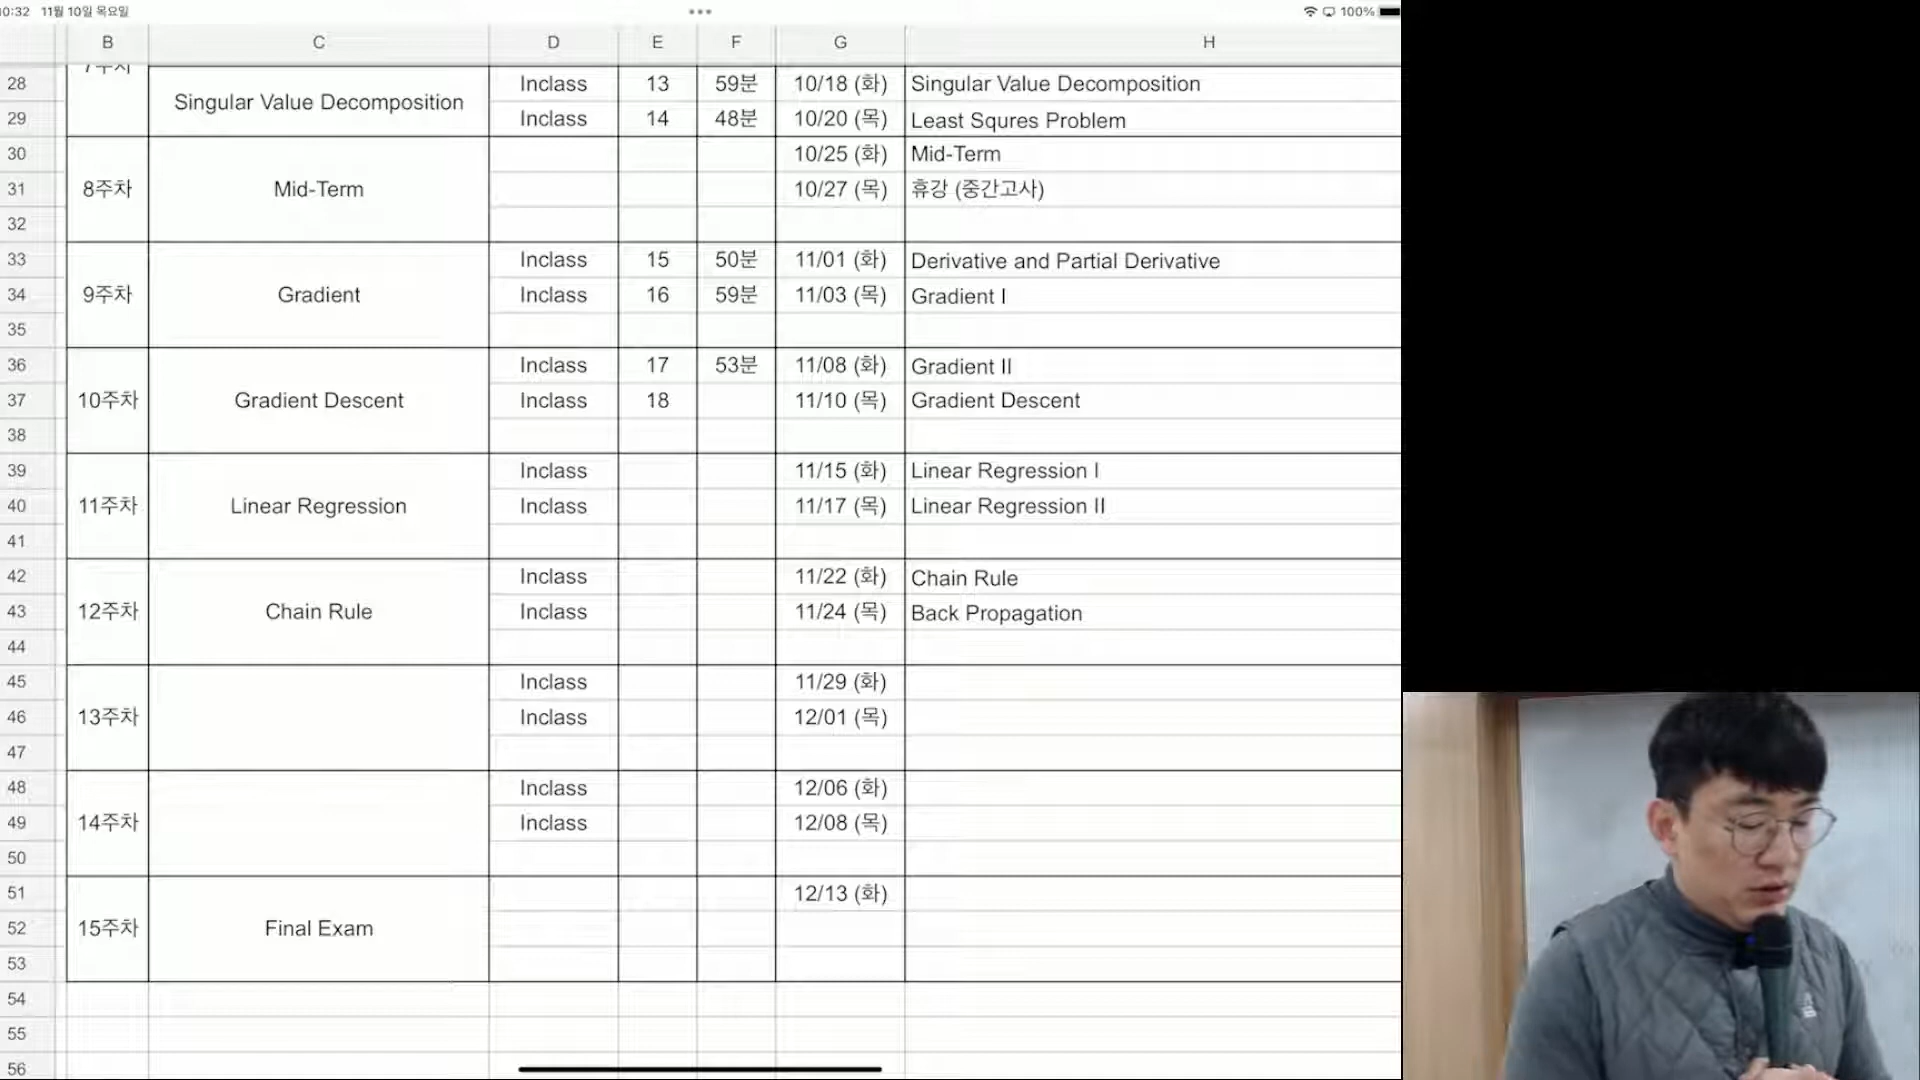 0:32 11월 10일 목요일 100%
B C D E F G H
28 7주차 Singular Value Decomposition Inclass 13 59분 10/18 (화) Singular Value Decomposition
29 Inclass 14 48분 10/20 (목) Least Squres Problem
30 10/25 (화) Mid-Term
31 8주차 Mid-Term 10/27 (목) 휴강 (중간고사)
32
33 Inclass 15 50분 11/01 (화) Derivative and Partial Derivative
34 9주차 Gradient Inclass 16 59분 11/03 (목) Gradient I
35
36 Inclass 17 53분 11/08 (화) Gradient II
37 10주차 Gradient Descent Inclass 18 11/10 (목) Gradient Descent
38
39 Inclass 11/15 (화) Linear Regression I
40 11주차 Linear Regression Inclass 11/17 (목) Linear Regression II
41
42 Inclass 11/22 (화) Chain Rule
43 12주차 Chain Rule Inclass 11/24 (목) Back Propagation
44
45 Inclass 11/29 (화)
46 13주차 Inclass 12/01 (목)
47
48 Inclass 12/06 (화)
49 14주차 Inclass 12/08 (목)
50
51 12/13 (화)
52 15주차 Final Exam
53
54
55
56